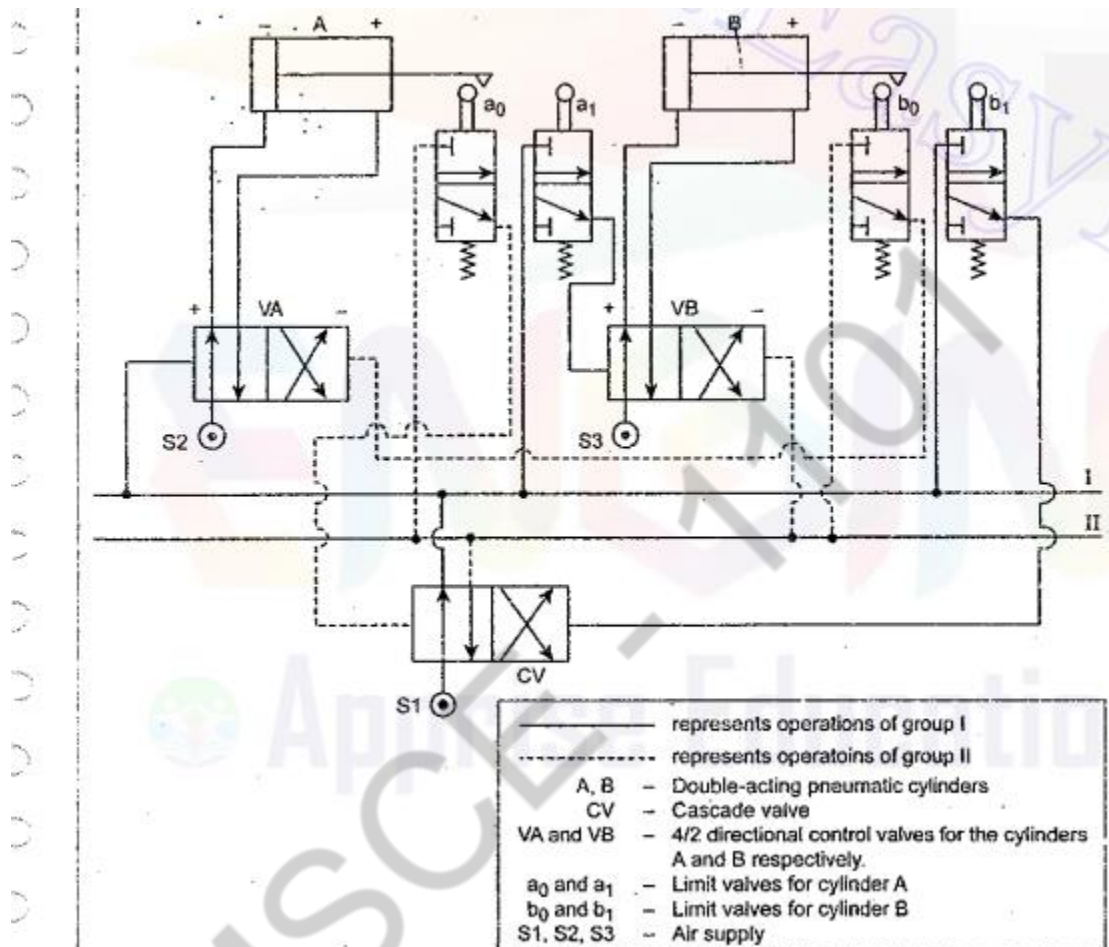 - A +
- B +
a0
a1
b0
b1
+ VA -
+ VB -
S2
S3
I
II
CV
S1
represents operations of group I
represents operatoins of group II
A, B – Double-acting pneumatic cylinders
CV – Cascade valve
VA and VB – 4/2 directional control valves for the cylinders
A and B respectively.
a0 and a1 – Limit valves for cylinder A
b0 and b1 – Limit valves for cylinder B
S1, S2, S3 – Air supply
SCE - 1101